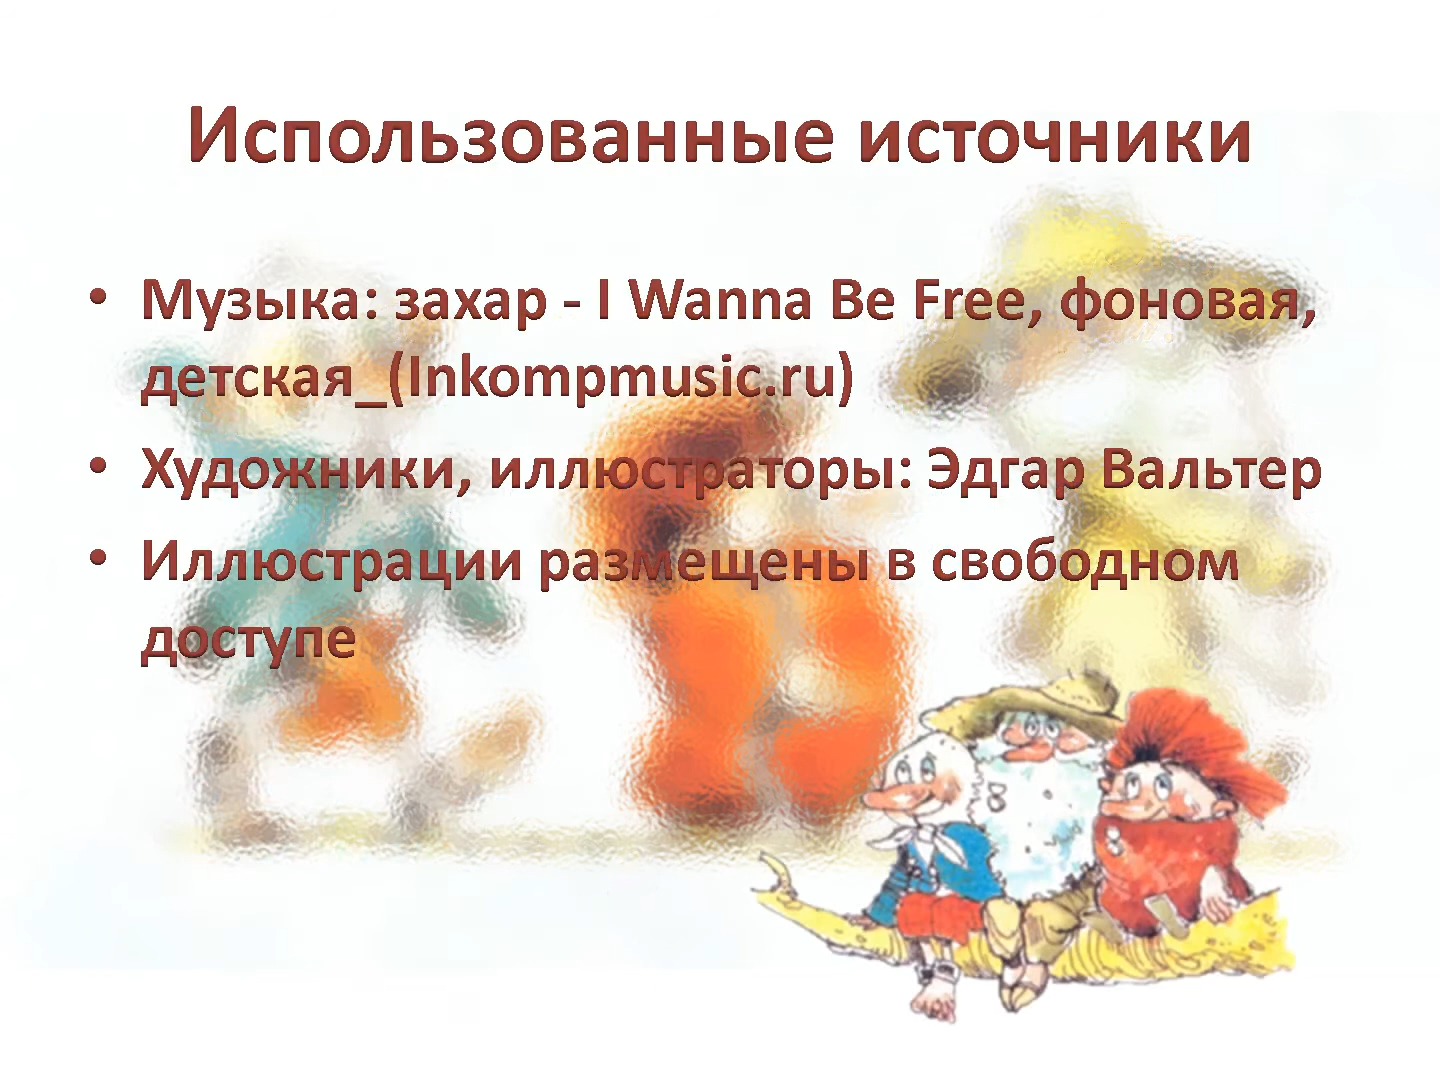 Использованные источники
• Музыка: захар - I Wanna Be Free, фоновая,
детская_(Inkompmusic.ru)
• Художники, иллюстраторы: Эдгар Вальтер
• Иллюстрации размещены в свободном
доступе